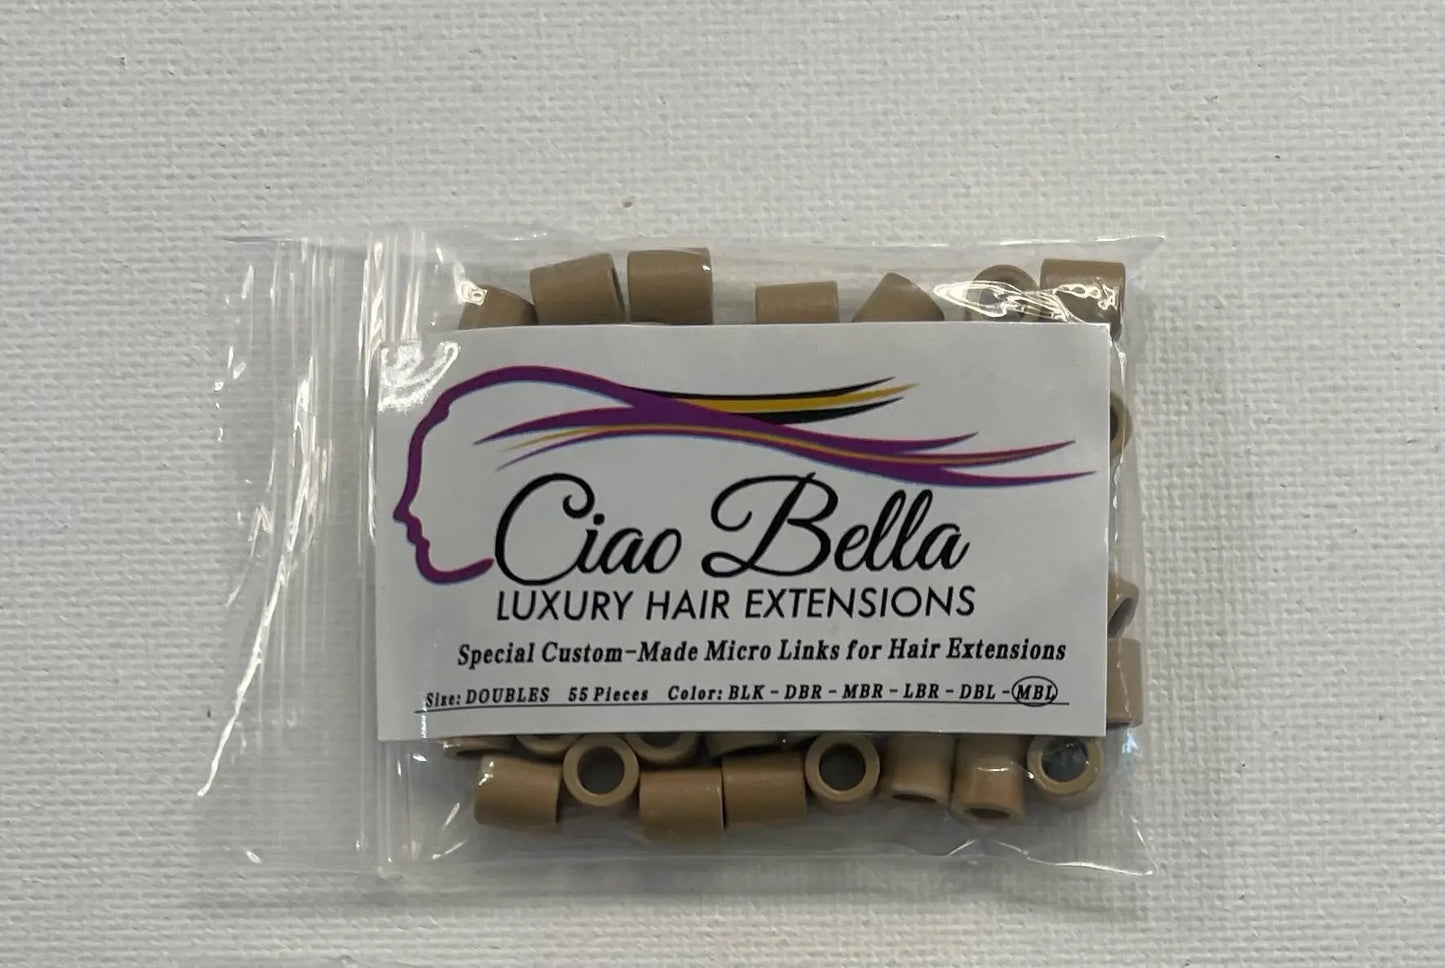 Ciao Bella
LUXURY HAIR EXTENSIONS
Special Custom-Made Micro Links for Hair Extensions
Size: DOUBLES 55 Pieces Color: BLK - DBR - MBR - LBR - DBL - MBL